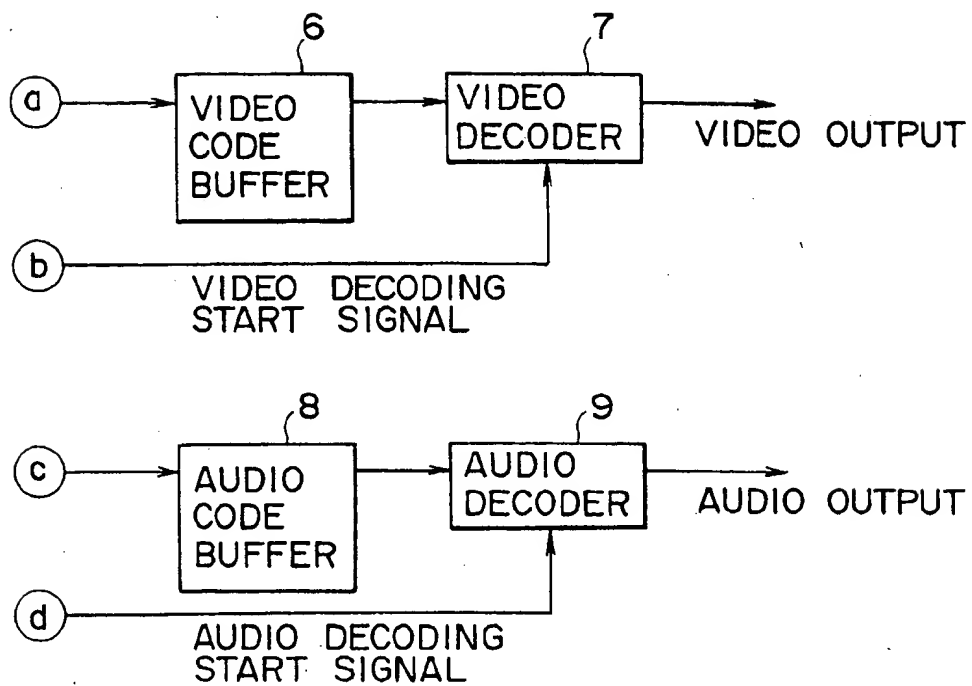 6
7
a
VIDEO
CODE
BUFFER
VIDEO
DECODER
VIDEO OUTPUT
b
VIDEO DECODING
START SIGNAL
8
9
c
AUDIO
CODE
BUFFER
AUDIO
DECODER
AUDIO OUTPUT
d
AUDIO DECODING
START SIGNAL